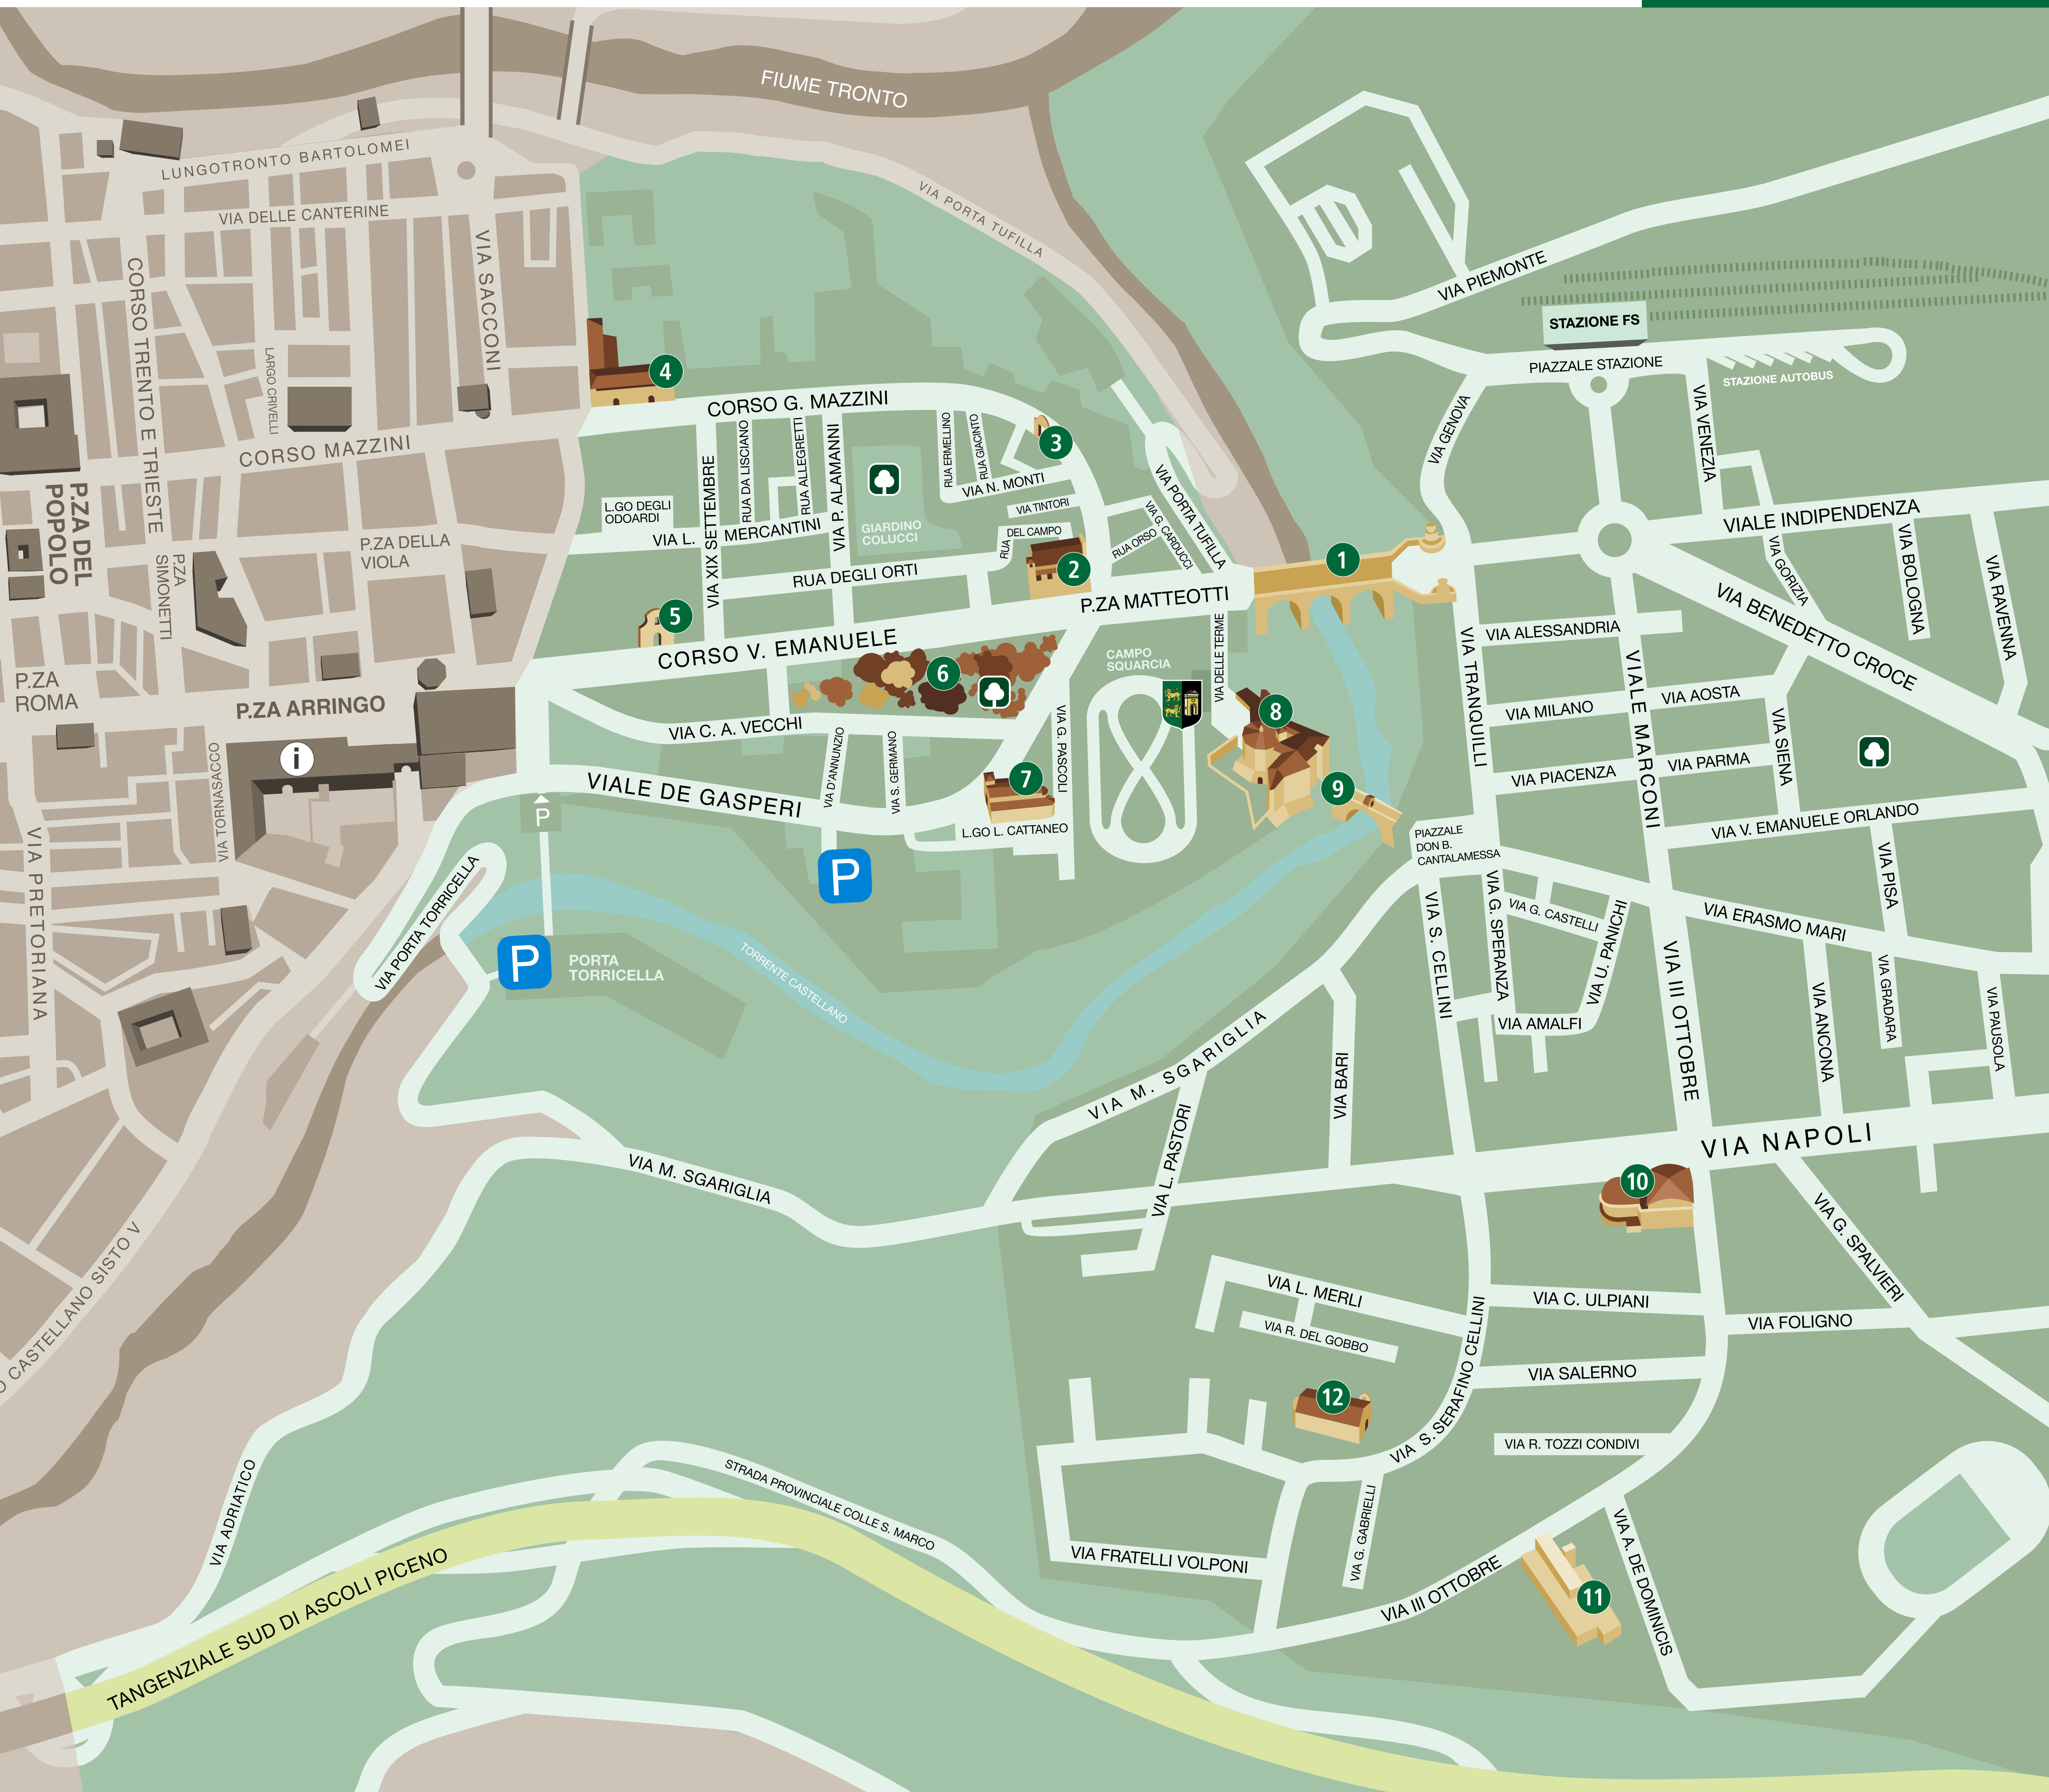 FIUME TRONTO
LUNGOTRONTO BARTOLOMEI
VIA DELLE CANTERINE
VIA SACCONI
CORSO TRENTO E TRIESTE
LARGO CRIVELLI
CORSO MAZZINI
P.ZA DEL
POPOLO
P.ZA
SIMONETTI
P.ZA DELLA
VIOLA
P.ZA
ROMA
P.ZA ARRINGO
i
VIA TORNASACCO
VIA PRETORIANA
O CASTELLANO SISTO V
VIA PORTA TUFILLA
4
CORSO G. MAZZINI
3
L.GO DEGLI
ODOARDI
VIA XIX SETTEMBRE
RUA DA LISCIANO
RUA ALLEGRETTI
VIA P. ALAMANNI
RUA ERMELLINO
RUA GIACINTO
VIA N. MONTI
VIA TINTORI
GIARDINO
COLUCCI
VIA L. MERCANTINI
RUA DEL CAMPO
RUA ORSO
VIA G. CARDUCCI
VIA PORTA TUFILLA
2
RUA DEGLI ORTI
5
P.ZA MATTEOTTI
1
CORSO V. EMANUELE
6
CAMPO
SQUARCIA
VIA DELLE TERME
8
9
VIA C. A. VECCHI
VIA D'ANNUNZIO
VIA S. GERMANO
VIA G. PASCOLI
7
L.GO L. CATTANEO
VIALE DE GASPERI
P
P
P
PORTA
TORRICELLA
VIA PORTA TORRICELLA
TORRENTE CASTELLANO
VIA PIEMONTE
STAZIONE FS
PIAZZALE STAZIONE
STAZIONE AUTOBUS
VIA GENOVA
VIA VENEZIA
VIALE INDIPENDENZA
VIA GORIZIA
VIA BOLOGNA
VIA RAVENNA
VIA BENEDETTO CROCE
VIA TRANQUILLI
VIA ALESSANDRIA
VIALE MARCONI
VIA MILANO
VIA AOSTA
VIA SIENA
VIA PIACENZA
VIA PARMA
VIA V. EMANUELE ORLANDO
PIAZZALE
DON B.
CANTALAMESSA
VIA PISA
VIA S. CELLINI
VIA G. SPERANZA
VIA G. CASTELLI
VIA U. PANICHI
VIA AMALFI
VIA III OTTOBRE
VIA ERASMO MARI
VIA ANCONA
VIA GRADARA
VIA PAUSOLA
VIA M. SGARIGLIA
VIA BARI
VIA L. PASTORI
VIA M. SGARIGLIA
VIA NAPOLI
10
VIA G. SPALVIERI
VIA L. MERLI
VIA R. DEL GOBBO
VIA C. ULPIANI
VIA FOLIGNO
VIA SALERNO
VIA S. SERAFINO CELLINI
12
VIA R. TOZZI CONDIVI
VIA G. GABRIELLI
VIA FRATELLI VOLPONI
VIA III OTTOBRE
11
VIA A. DE DOMINICIS
VIA ADRIATICO
STRADA PROVINCIALE COLLE S. MARCO
TANGENZIALE SUD DI ASCOLI PICENO